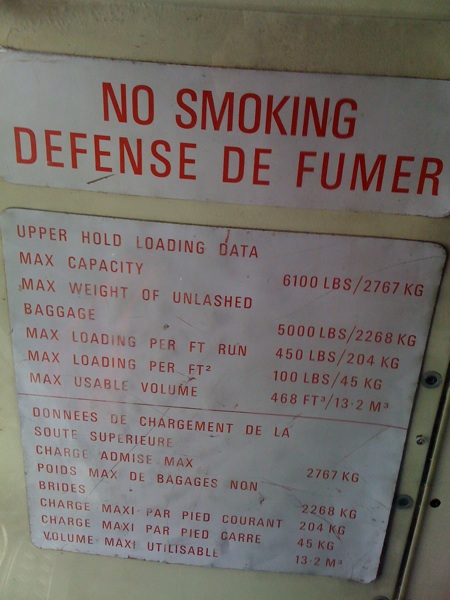 NO SMOKING
DEFENSE DE FUMER
UPPER HOLD LOADING DATA
MAX CAPACITY 6100 LBS/2767 KG
MAX WEIGHT OF UNLASHED
BAGGAGE 5000 LBS/2268 KG
MAX LOADING PER FT RUN 450 LBS/204 KG
MAX LOADING PER FT² 100 LBS/45 KG
MAX USABLE VOLUME 468 FT³/13·2 M³
DONNEES DE CHARGEMENT DE LA
SOUTE SUPERIEURE
CHARGE ADMISE MAX 2767 KG
POIDS MAX DE BAGAGES NON
BRIDES 2268 KG
CHARGE MAXI PAR PIED COURANT 204 KG
CHARGE MAXI PAR PIED CARRE 45 KG
VOLUME MAXI UTILISABLE 13·2 M³